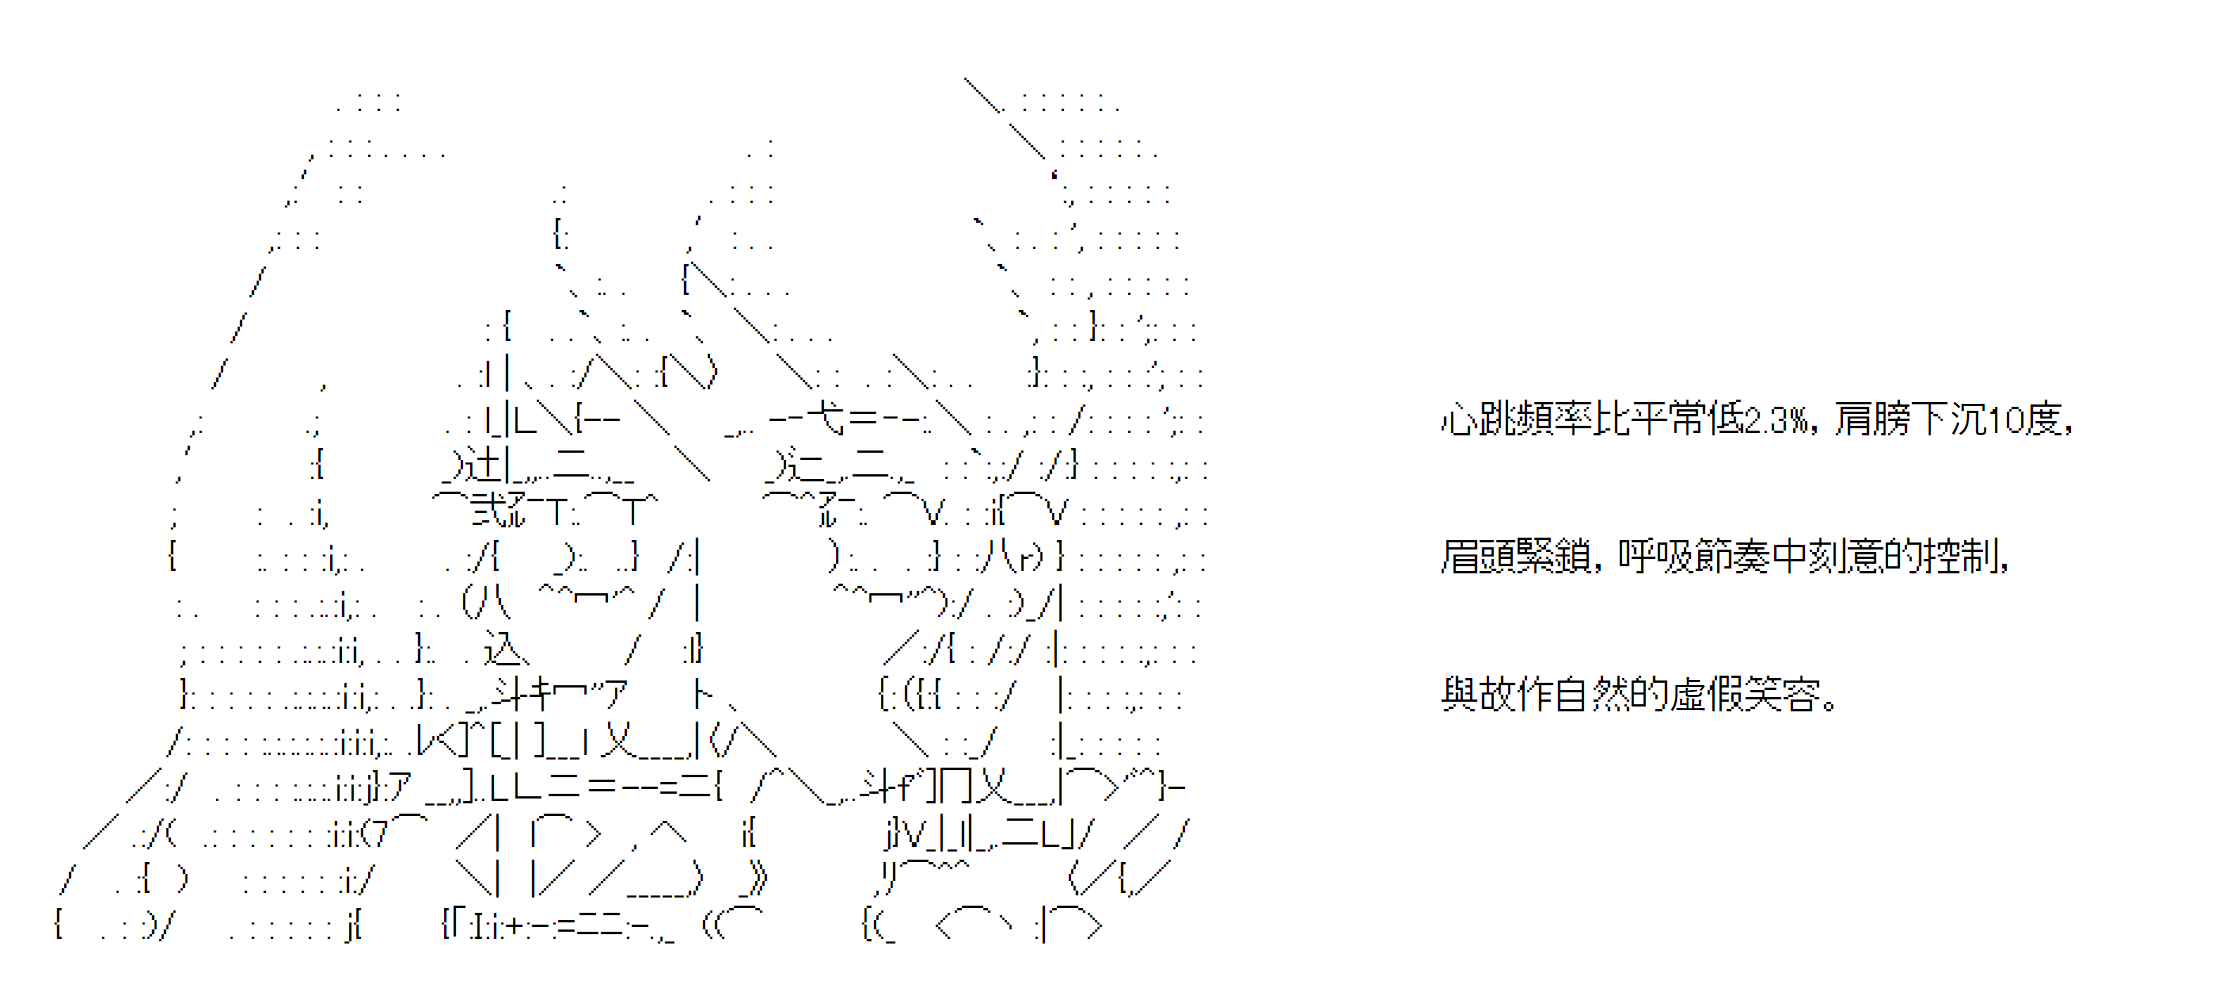 心跳頻率比平常低2.3%，肩膀下沉10度，
眉頭緊鎖，呼吸節奏中刻意的控制，
與故作自然的虛假笑容。